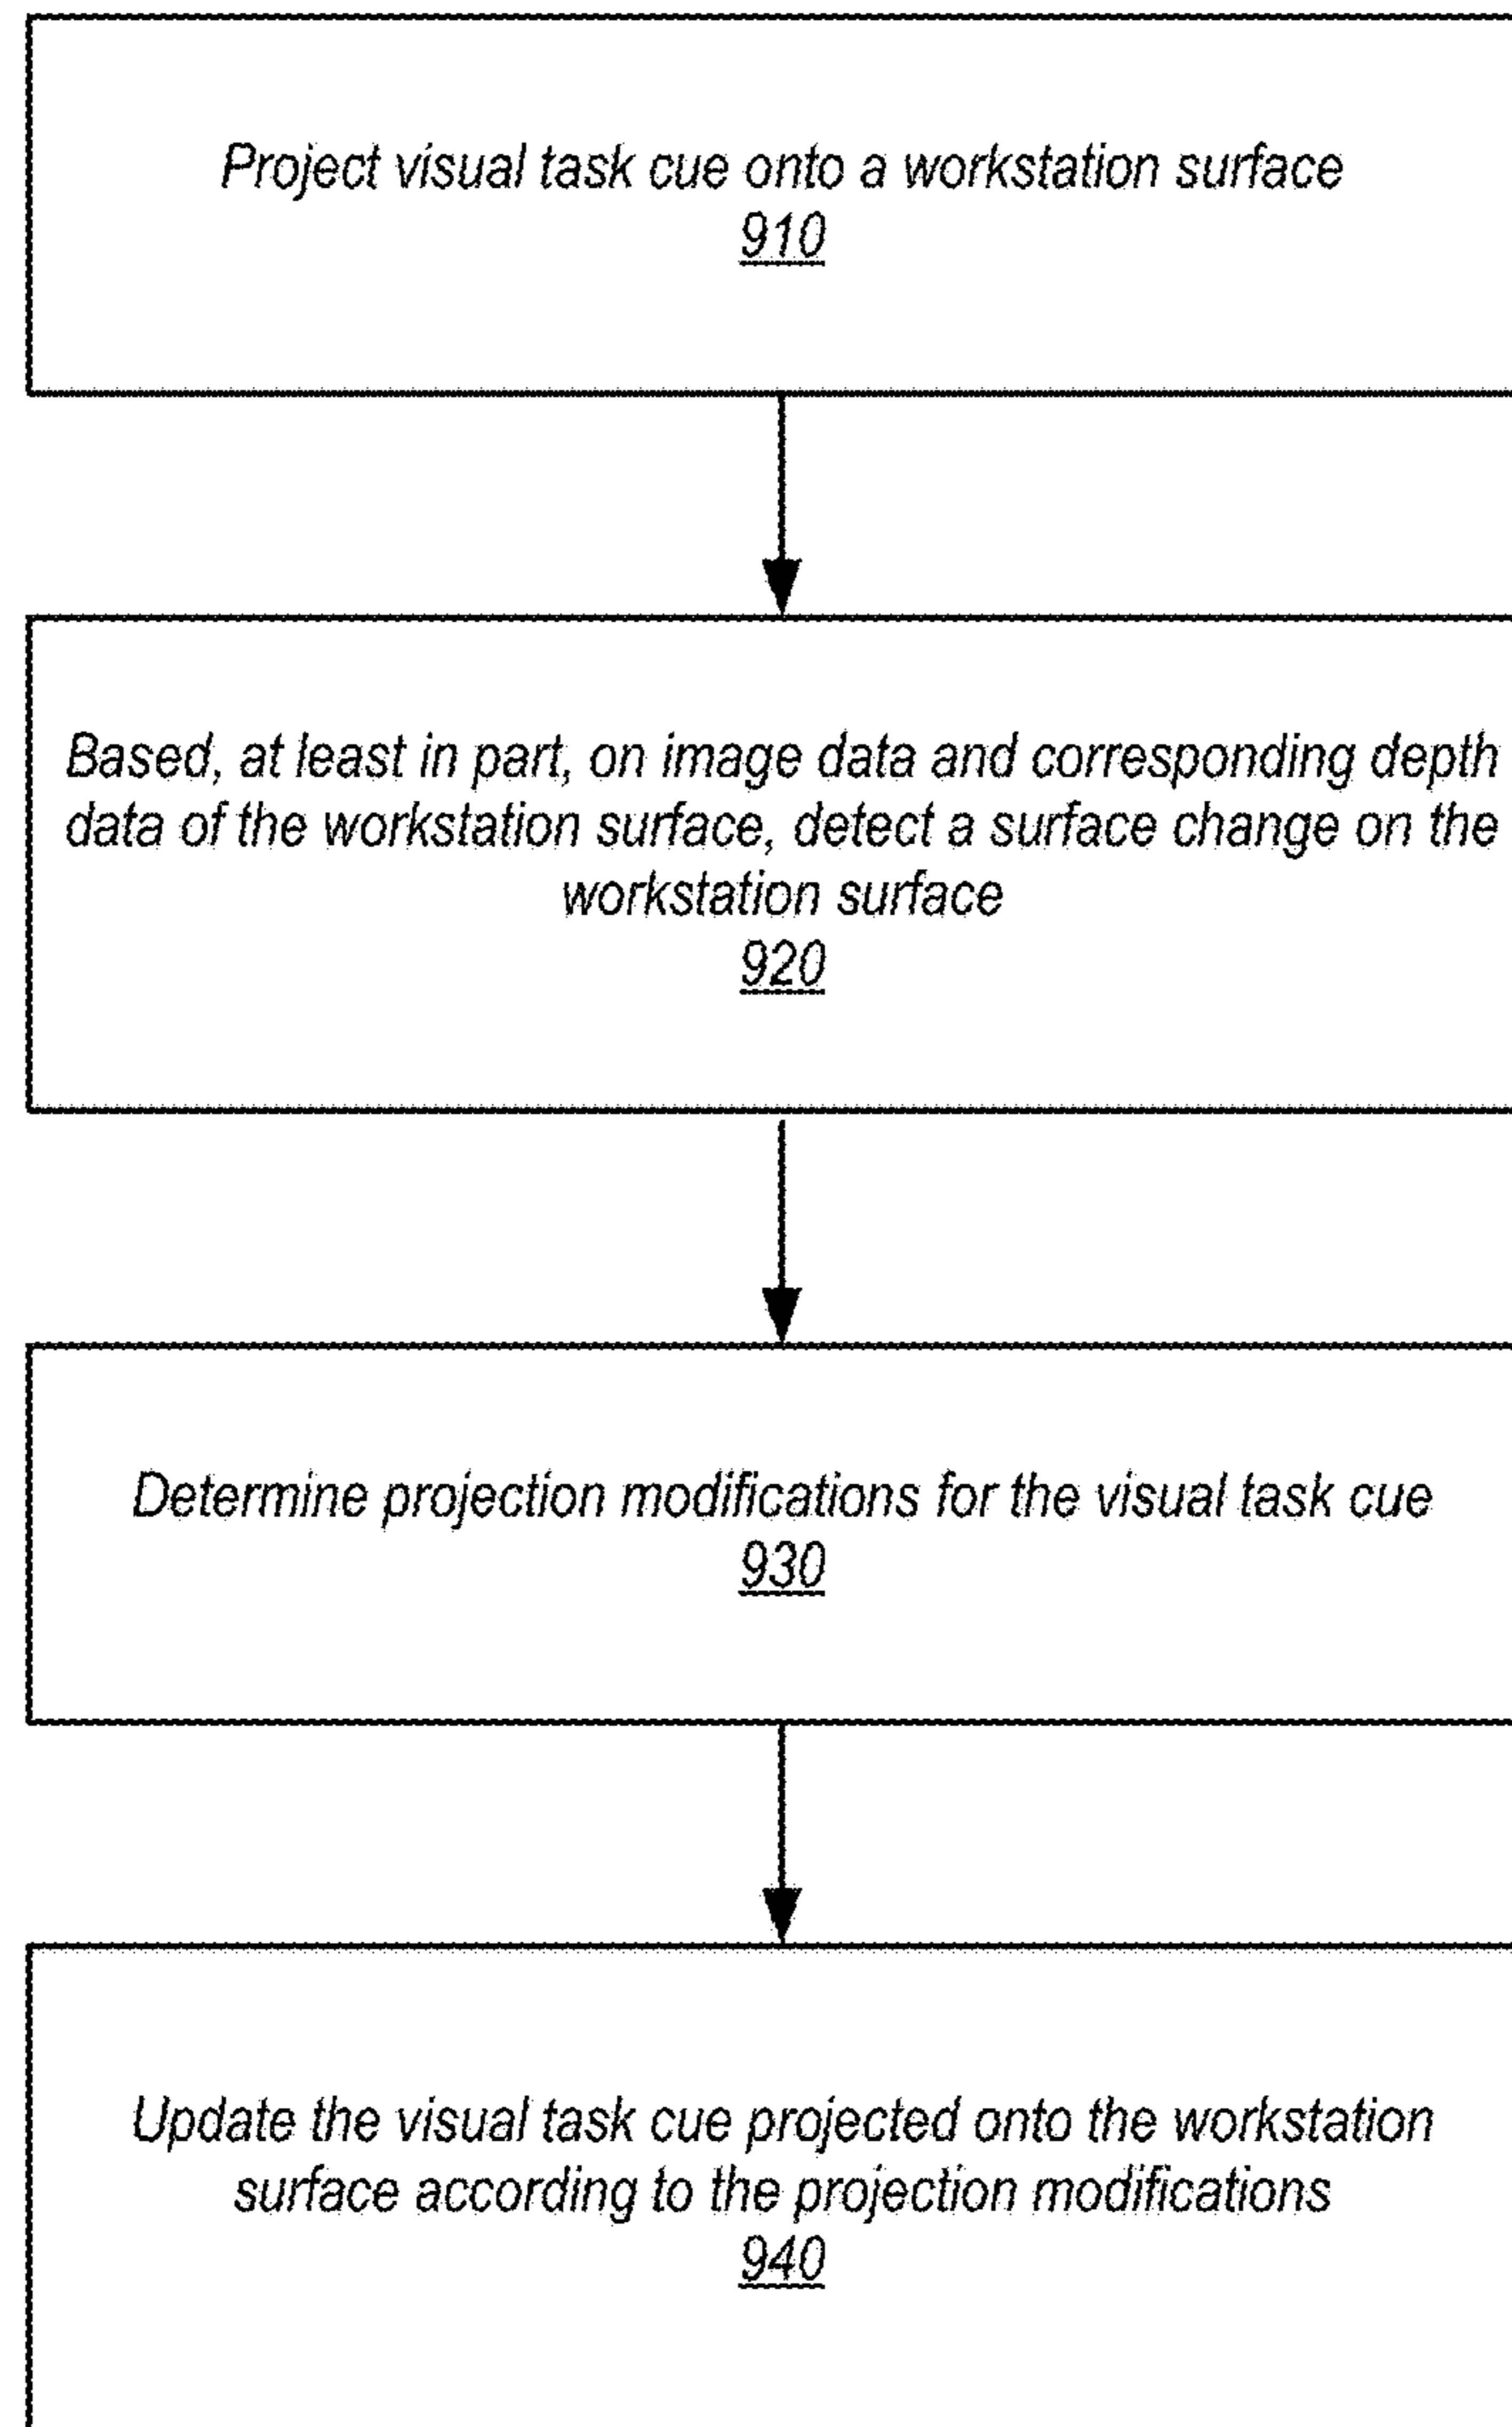 Project visual task cue onto a workstation surface
910
Based, at least in part, on image data and corresponding depth
data of the workstation surface, detect a surface change on the
workstation surface
920
Determine projection modifications for the visual task cue
930
Update the visual task cue projected onto the workstation
surface according to the projection modifications
940